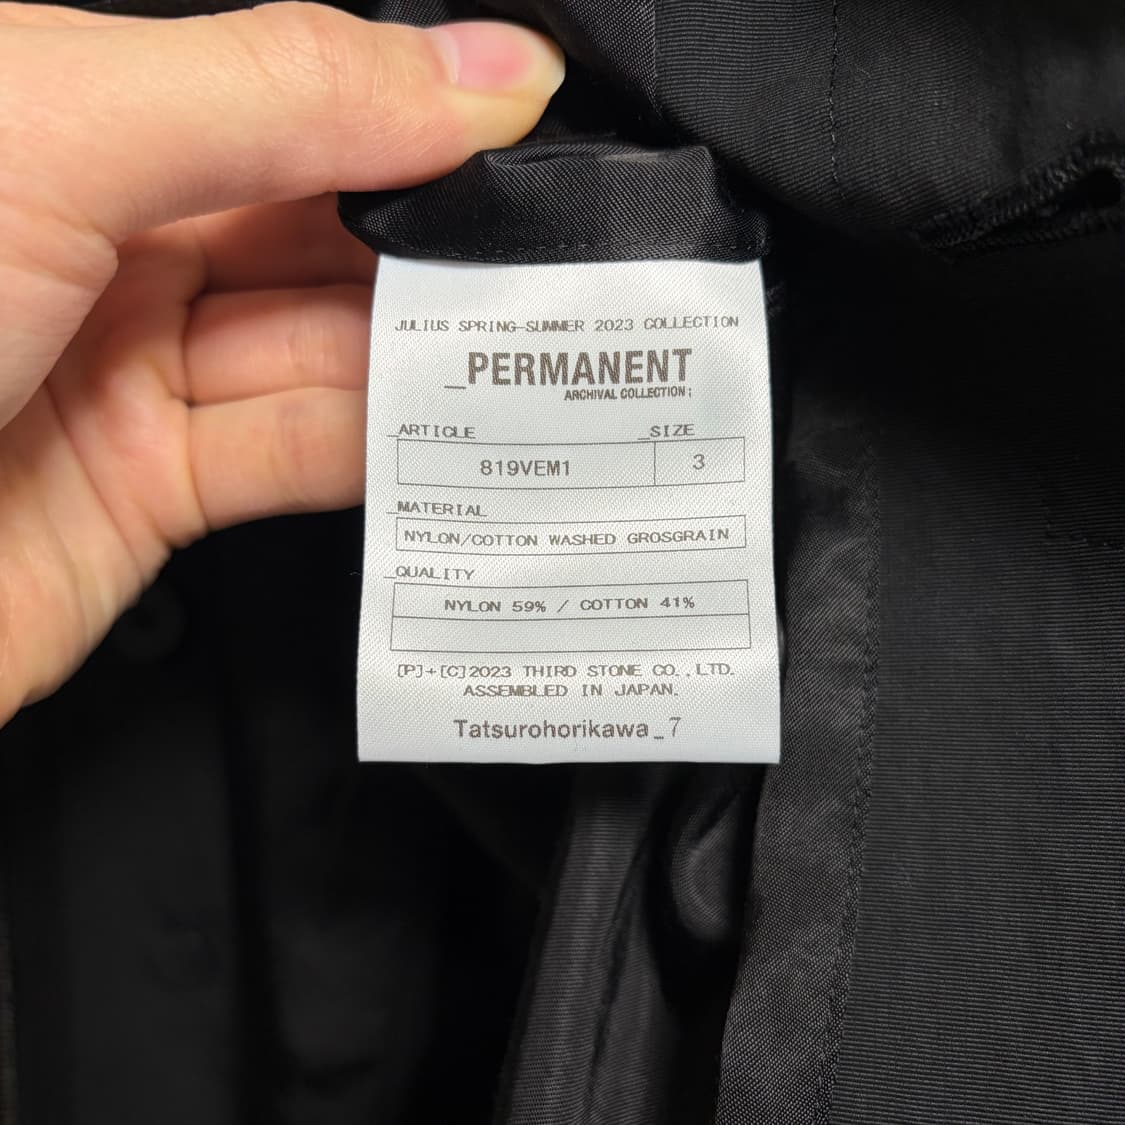 JULIUS SPRING-SUMMER 2023 COLLECTION
_PERMANENT
ARCHIVAL COLLECTION;
_ARTICLE _SIZE
819VEM1 3
_MATERIAL
NYLON/COTTON WASHED GROSGRAIN
_QUALITY
NYLON 59% / COTTON 41%
[P]+[C]2023 THIRD STONE CO.,LTD.
ASSEMBLED IN JAPAN.
Tatsurohorikawa_7